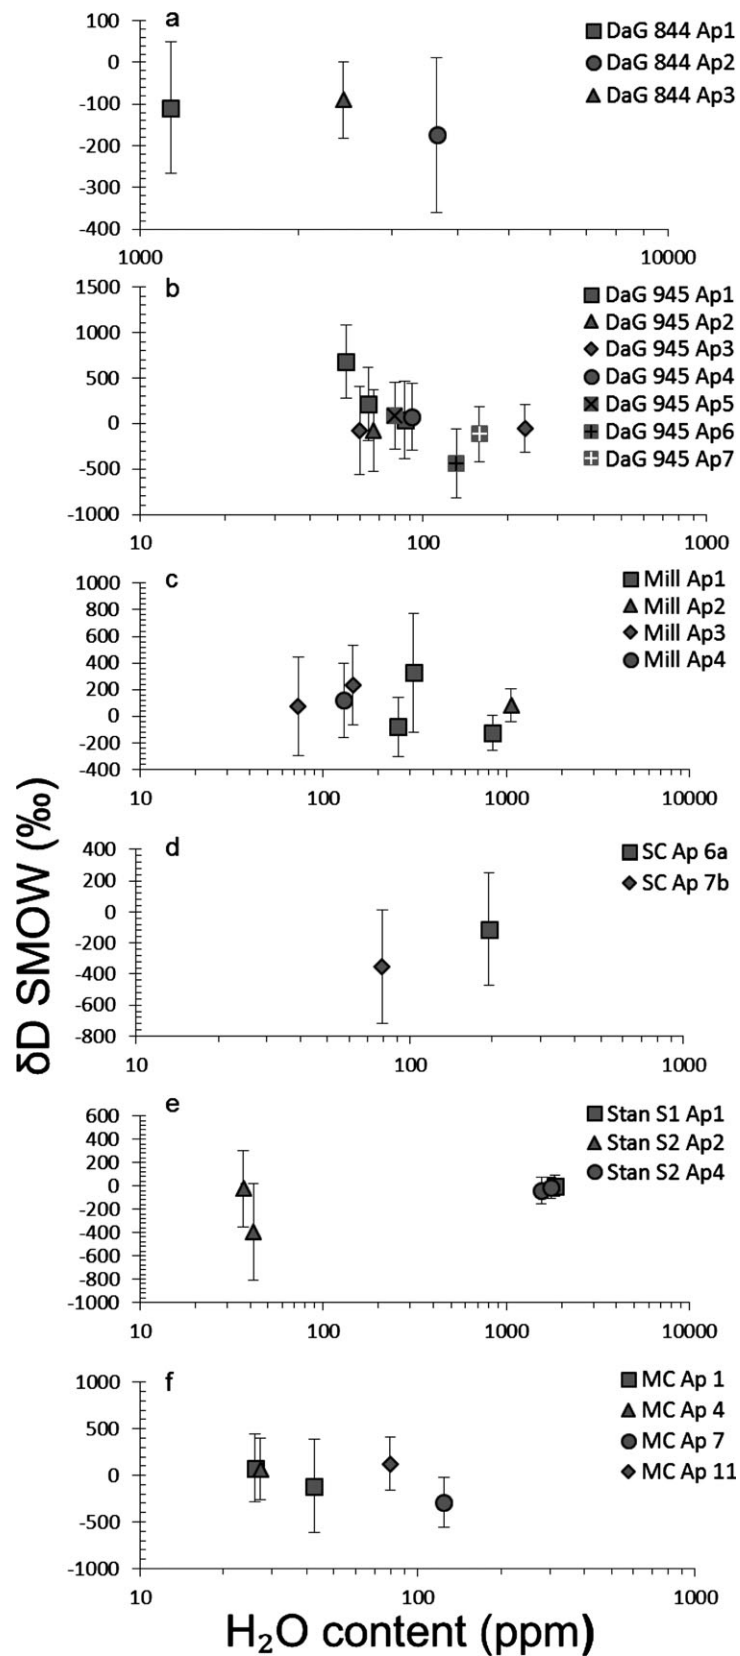 a
100
0
-100
-200
-300
-400
1000
10000
DaG 844 Ap1
DaG 844 Ap2
DaG 844 Ap3
b
1500
1000
500
0
-500
-1000
10
100
1000
DaG 945 Ap1
DaG 945 Ap2
DaG 945 Ap3
DaG 945 Ap4
DaG 945 Ap5
DaG 945 Ap6
DaG 945 Ap7
c
1000
800
600
400
200
0
-200
-400
10
100
1000
10000
Mill Ap1
Mill Ap2
Mill Ap3
Mill Ap4
δD SMOW (‰)
d
400
200
0
-200
-400
-600
-800
10
100
1000
SC Ap 6a
SC Ap 7b
e
600
400
200
0
-200
-400
-600
-800
-1000
10
100
1000
10000
Stan S1 Ap1
Stan S2 Ap2
Stan S2 Ap4
f
1000
500
0
-500
-1000
10
100
1000
MC Ap 1
MC Ap 4
MC Ap 7
MC Ap 11
H₂O content (ppm)